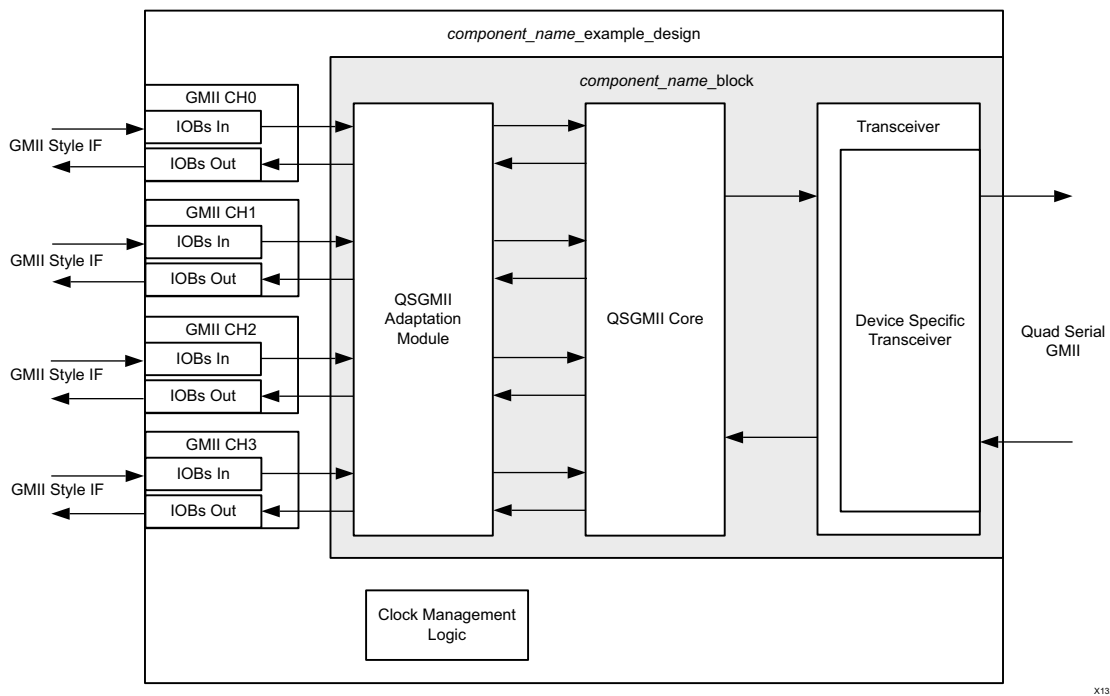 component_name_example_design
component_name_block
GMII CH0
IOBs In
GMII Style IF
IOBs Out
GMII CH1
IOBs In
GMII Style IF
IOBs Out
GMII CH2
IOBs In
GMII Style IF
IOBs Out
GMII CH3
IOBs In
GMII Style IF
IOBs Out
QSGMII
Adaptation
Module
QSGMII Core
Transceiver
Device Specific
Transceiver
Quad Serial
GMII
Clock Management
Logic
X13